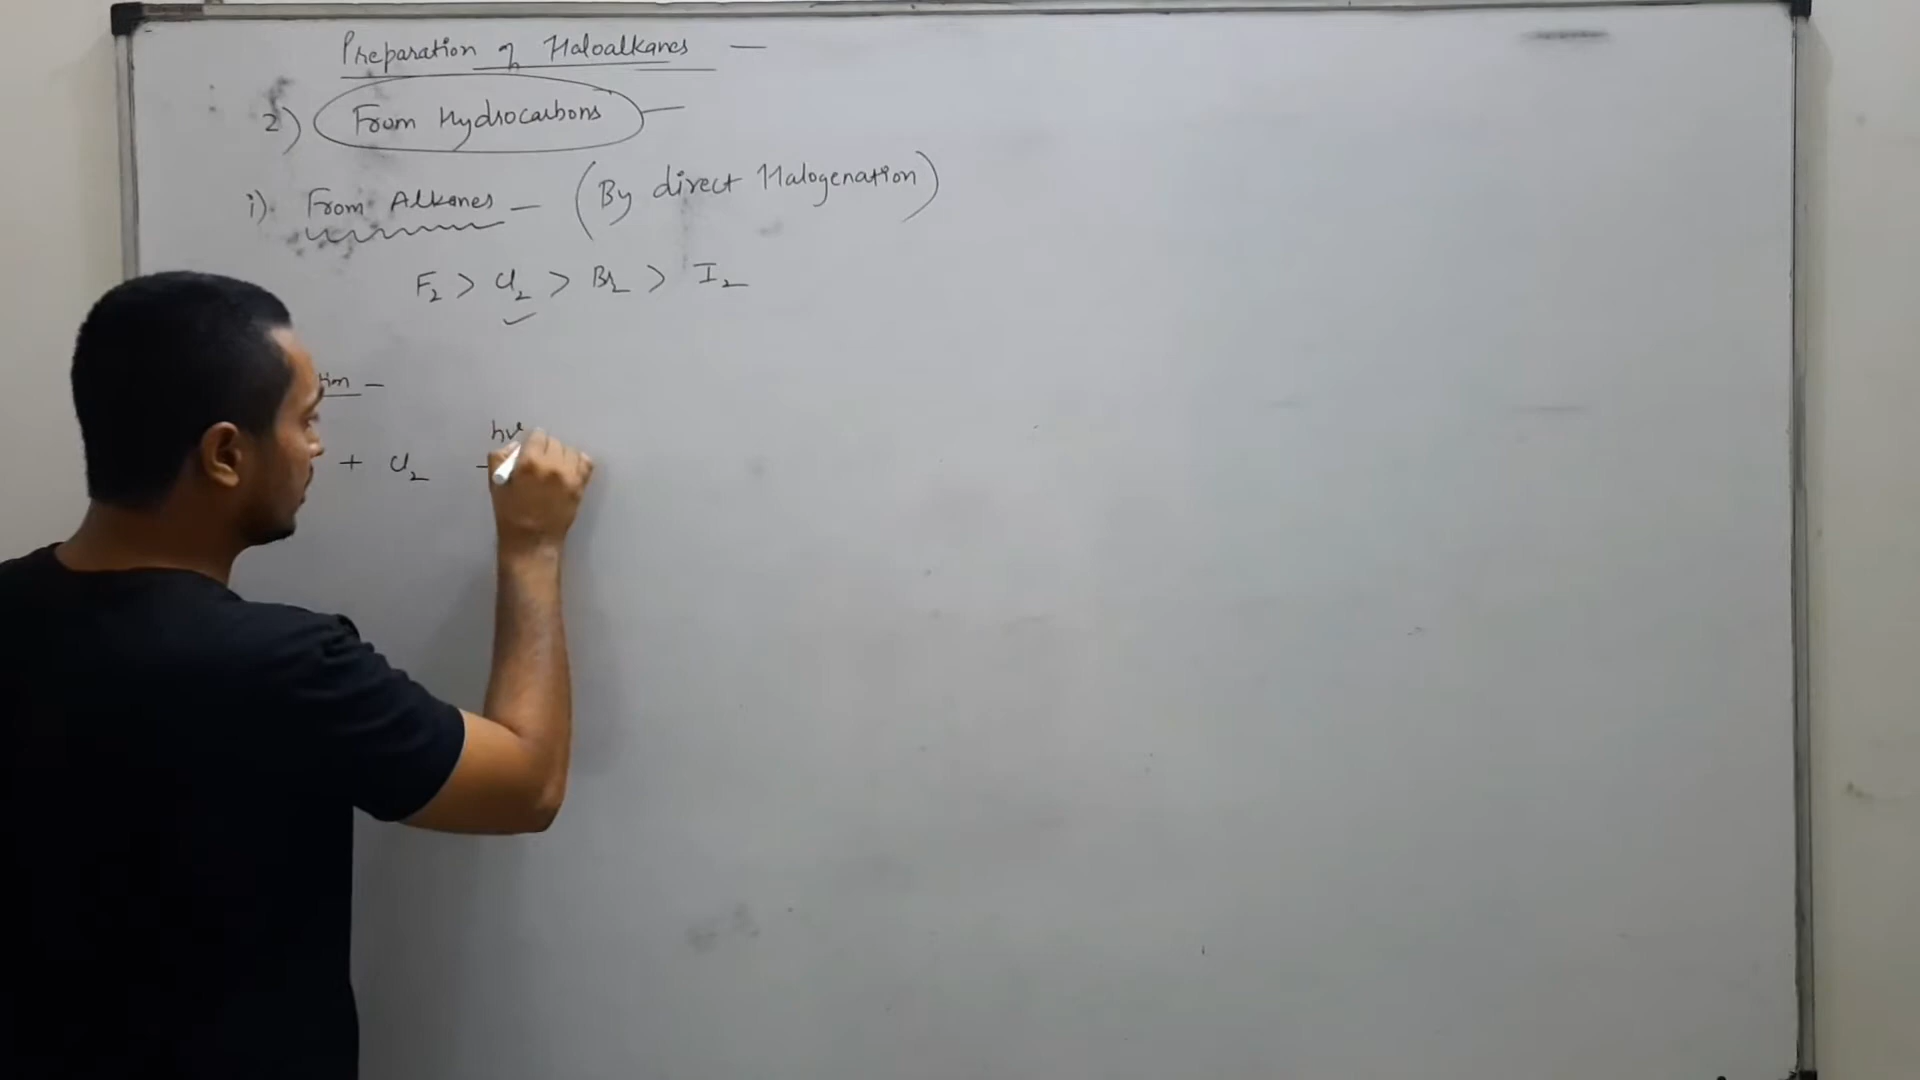 Preparation of Haloalkanes —
2) From Hydrocarbons —
i). From Alkanes — (By direct Halogenation)
F₂ > Cl₂ > Br₂ > I₂
+ Cl₂ hν